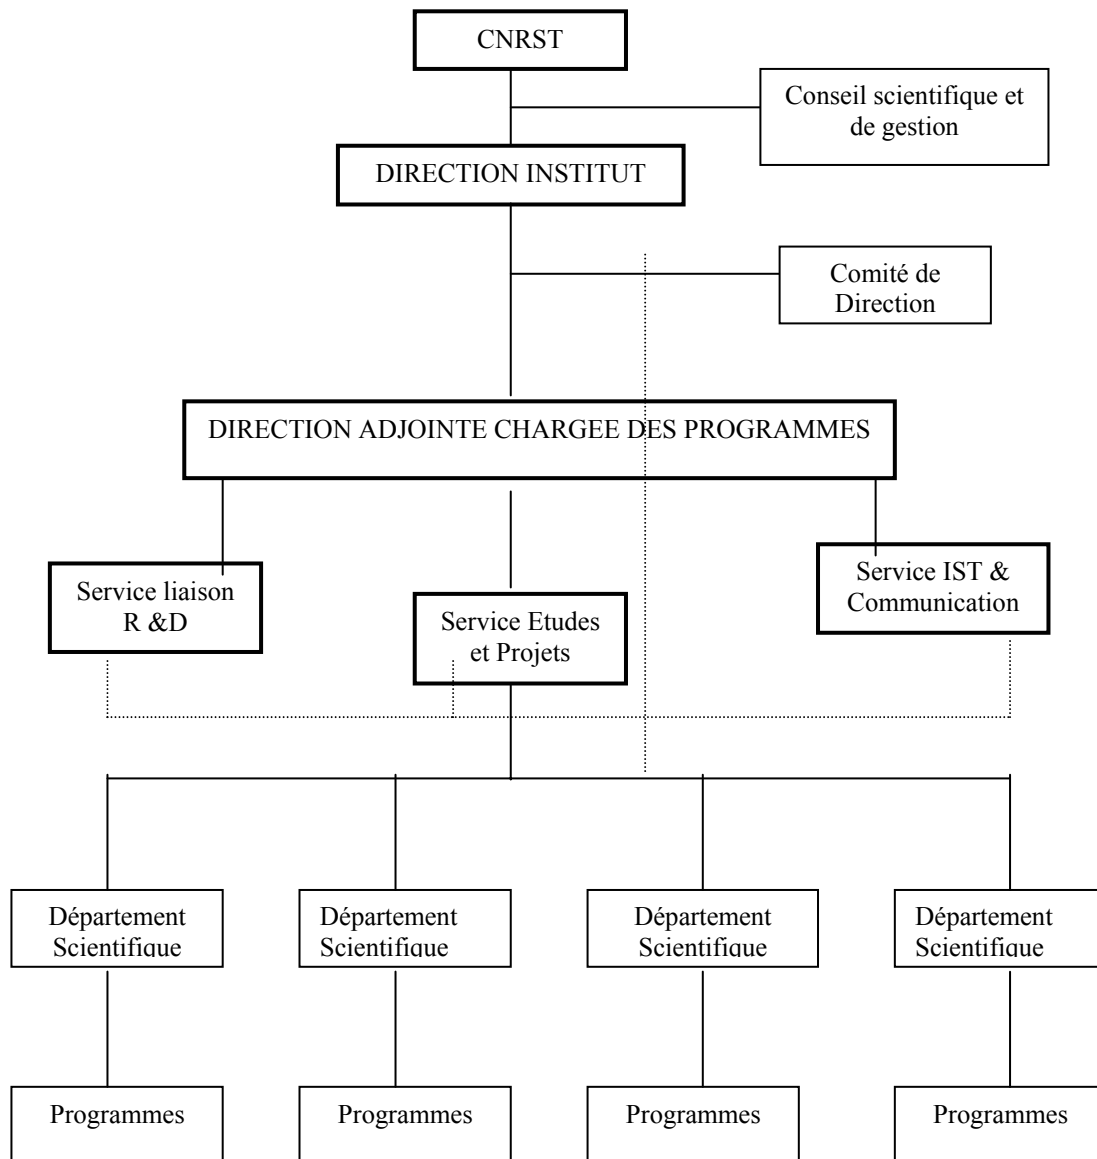 CNRST
Conseil scientifique et
de gestion
DIRECTION INSTITUT
Comité de
Direction
DIRECTION ADJOINTE CHARGEE DES PROGRAMMES
Service liaison
R &D
Service Etudes
et Projets
Service IST &
Communication
Département
Scientifique
Département
Scientifique
Département
Scientifique
Département
Scientifique
Programmes
Programmes
Programmes
Programmes